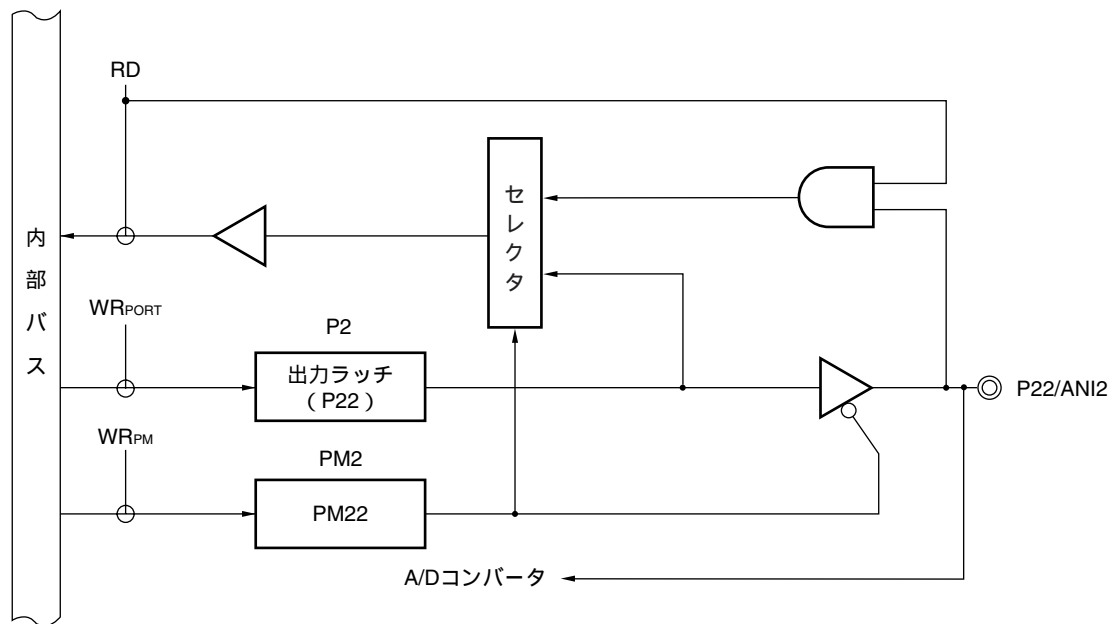 RD
セレクタ
内部バス
WRPORT
P2
出力ラッチ
（P22）
P22/ANI2
WRPM
PM2
PM22
A/Dコンバータ